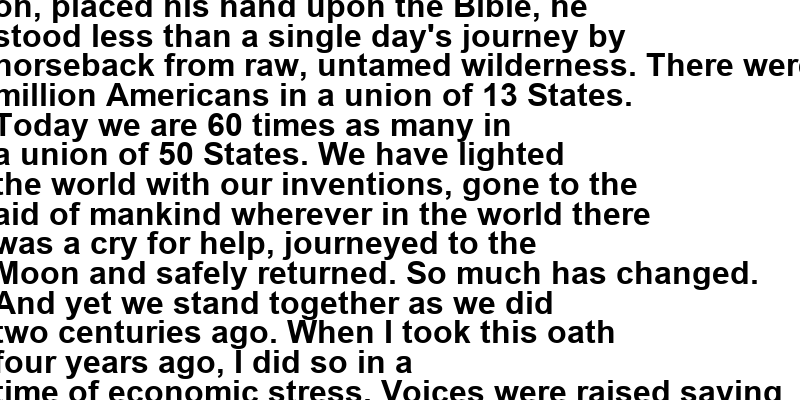 on, placed his hand upon the Bible, he
stood less than a single day's journey by
horseback from raw, untamed wilderness. There were
million Americans in a union of 13 States.
Today we are 60 times as many in
a union of 50 States. We have lighted
the world with our inventions, gone to the
aid of mankind wherever in the world there
was a cry for help, journeyed to the
Moon and safely returned. So much has changed.
And yet we stand together as we did
two centuries ago. When I took this oath
four years ago, I did so in a
time of economic stress. Voices were raised saying